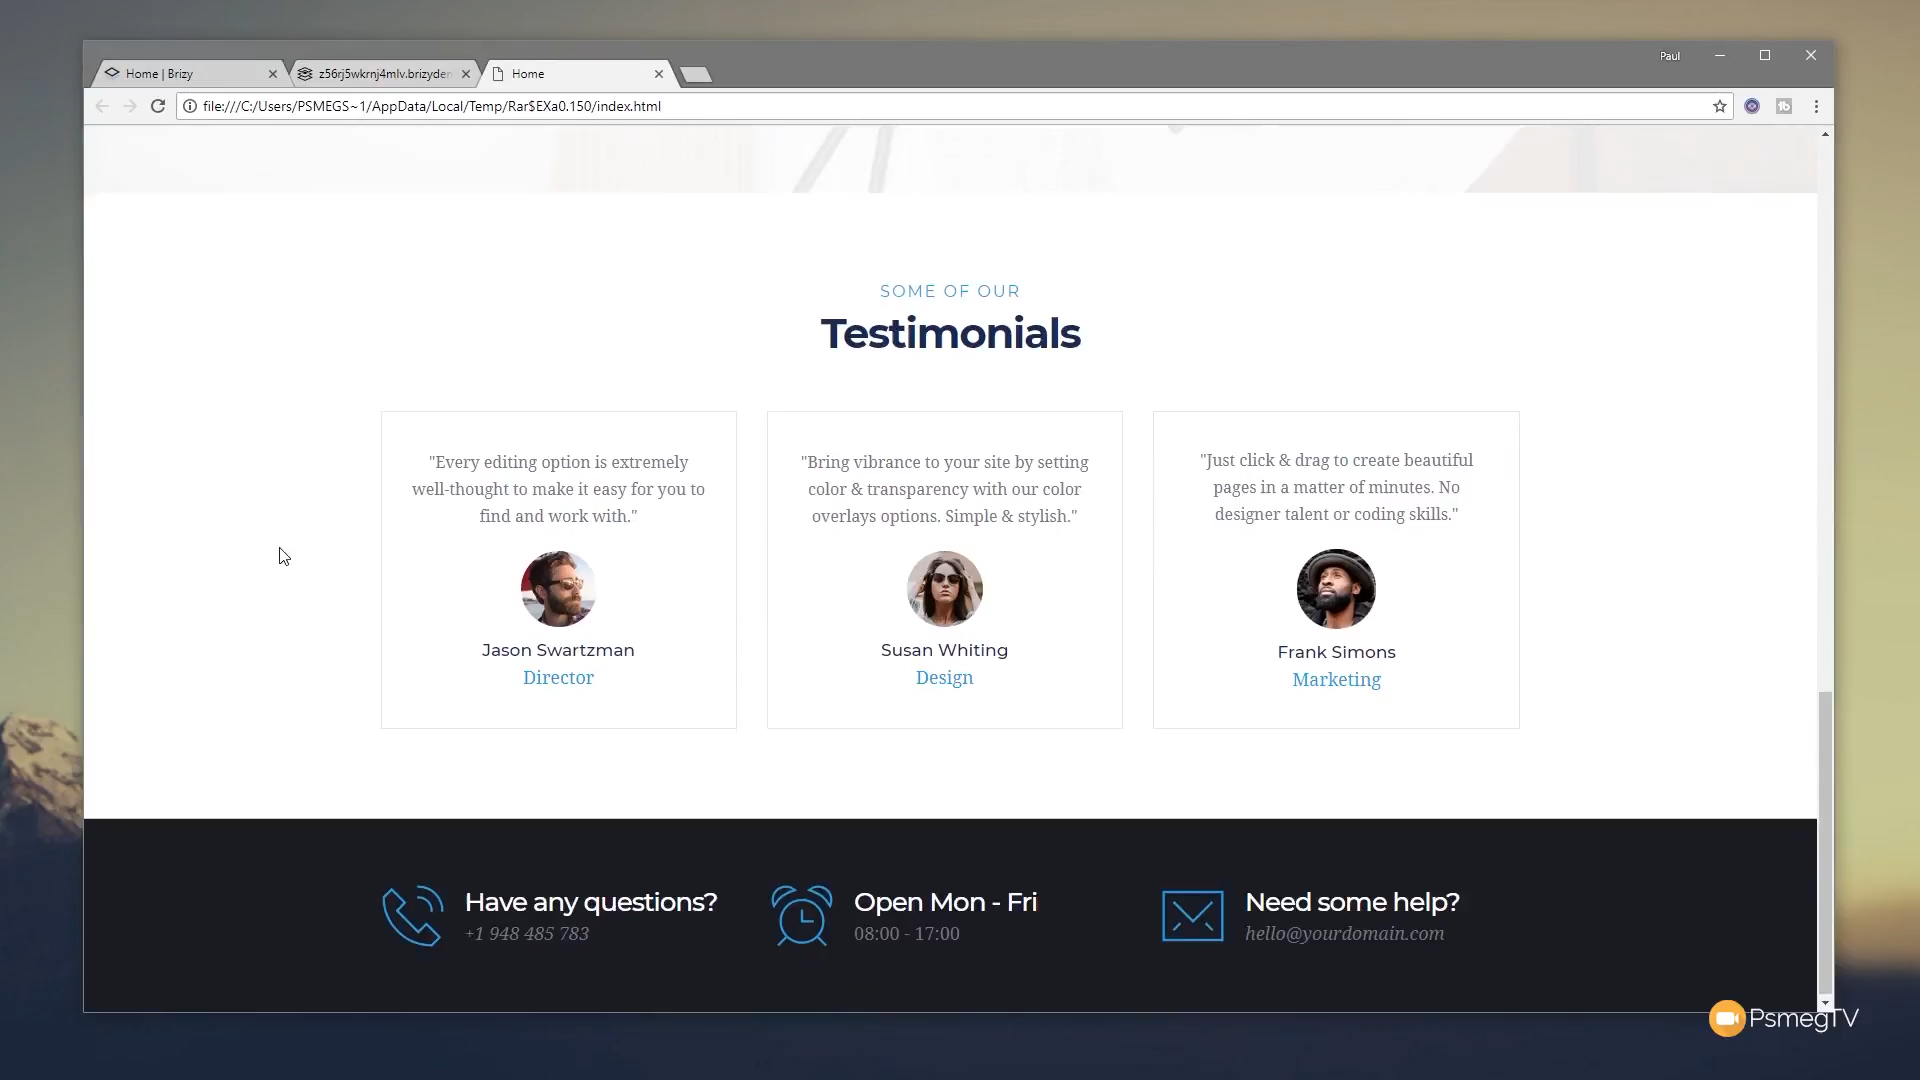 Paul
Home | Brizy
z56rj5wkrnj4mlv.brizyder
Home
file:///C:/Users/PSMEGS~1/AppData/Local/Temp/Rar$EXa0.150/index.html
SOME OF OUR
Testimonials
"Every editing option is extremely
well-thought to make it easy for you to
find and work with."
Jason Swartzman
Director
"Bring vibrance to your site by setting
color & transparency with our color
overlays options. Simple & stylish."
Susan Whiting
Design
"Just click & drag to create beautiful
pages in a matter of minutes. No
designer talent or coding skills."
Frank Simons
Marketing
Have any questions?
+1 948 485 783
Open Mon - Fri
08:00 - 17:00
Need some help?
hello@yourdomain.com
PsmegTV